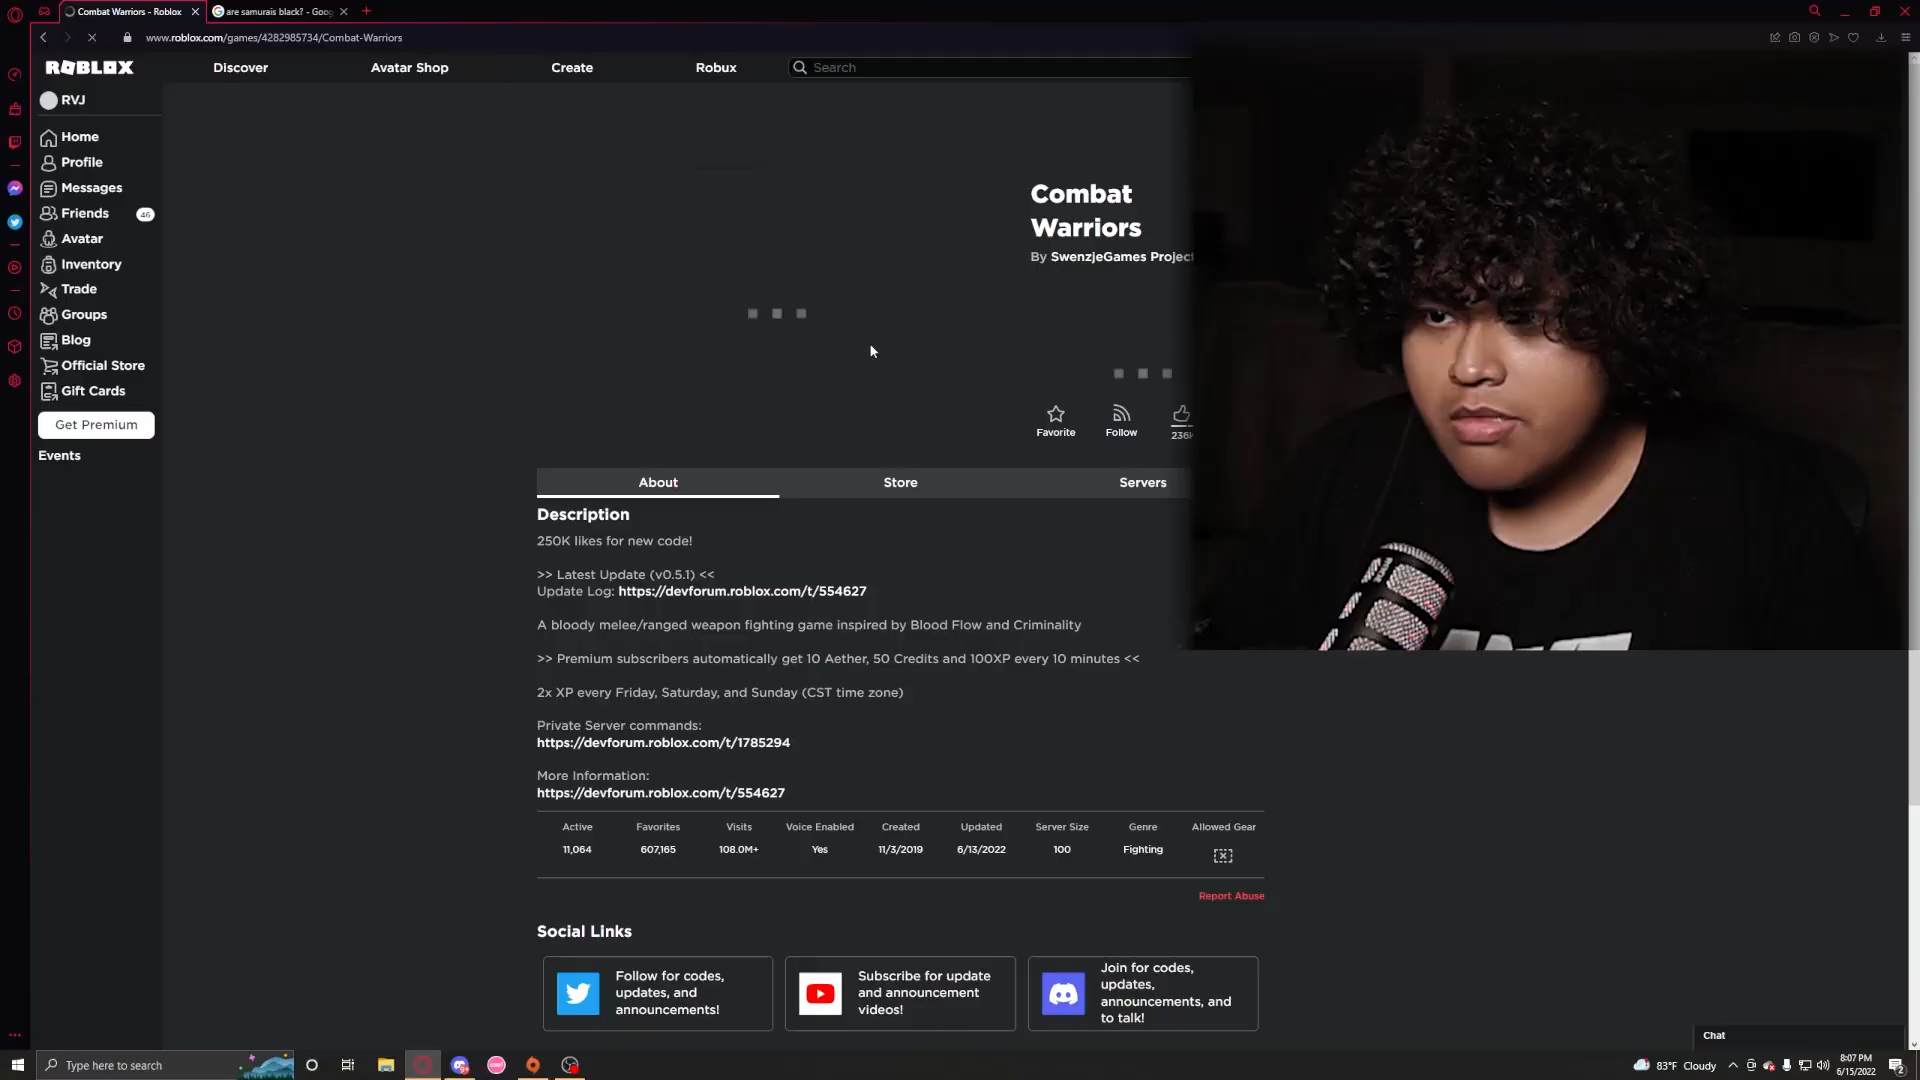 Combat Warriors - Roblox
are samurais black? - Goog
www.roblox.com/games/4282985734/Combat-Warriors
ROBLOX
Discover
Avatar Shop
Create
Robux
Search
RVJ
Home
Profile
Messages
Friends
46
Avatar
Inventory
Trade
Groups
Blog
Official Store
Gift Cards
Get Premium
Events
Combat
Warriors
By SwenzjeGames Project
Favorite
Follow
236K
About
Store
Servers
Description
250K likes for new code!
>> Latest Update (v0.5.1) <<
Update Log: https://devforum.roblox.com/t/554627
A bloody melee/ranged weapon fighting game inspired by Blood Flow and Criminality
>> Premium subscribers automatically get 10 Aether, 50 Credits and 100XP every 10 minutes <<
2x XP every Friday, Saturday, and Sunday (CST time zone)
Private Server commands:
https://devforum.roblox.com/t/1785294
More Information:
https://devforum.roblox.com/t/554627
Active
Favorites
Visits
Voice Enabled
Created
Updated
Server Size
Genre
Allowed Gear
11,064
607,165
108.0M+
Yes
11/3/2019
6/13/2022
100
Fighting
Report Abuse
Social Links
Follow for codes,
updates, and
announcements!
Subscribe for update
and announcement
videos!
Join for codes,
updates,
announcements, and
to talk!
Chat
Type here to search
83°F Cloudy
8:07 PM
6/15/2022
2